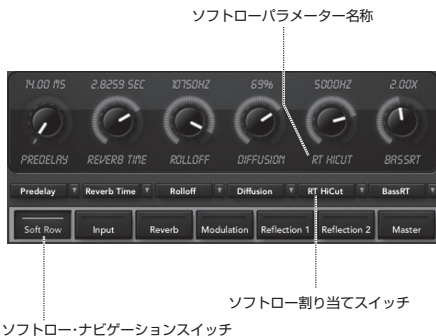 ソフトローパラメーター名称
14.00 MS 2.8259 SEC 10750HZ 69% 5000HZ 2.00X
PREDELAY REVERB TIME ROLLOFF DIFFUSION RT HICUT BASSRT
Predelay Reverb Time Rolloff Diffusion RT HiCut BassRT
Soft Row Input Reverb Modulation Reflection 1 Reflection 2 Master
ソフトロー割り当てスイッチ
ソフトロー・ナビゲーションスイッチ